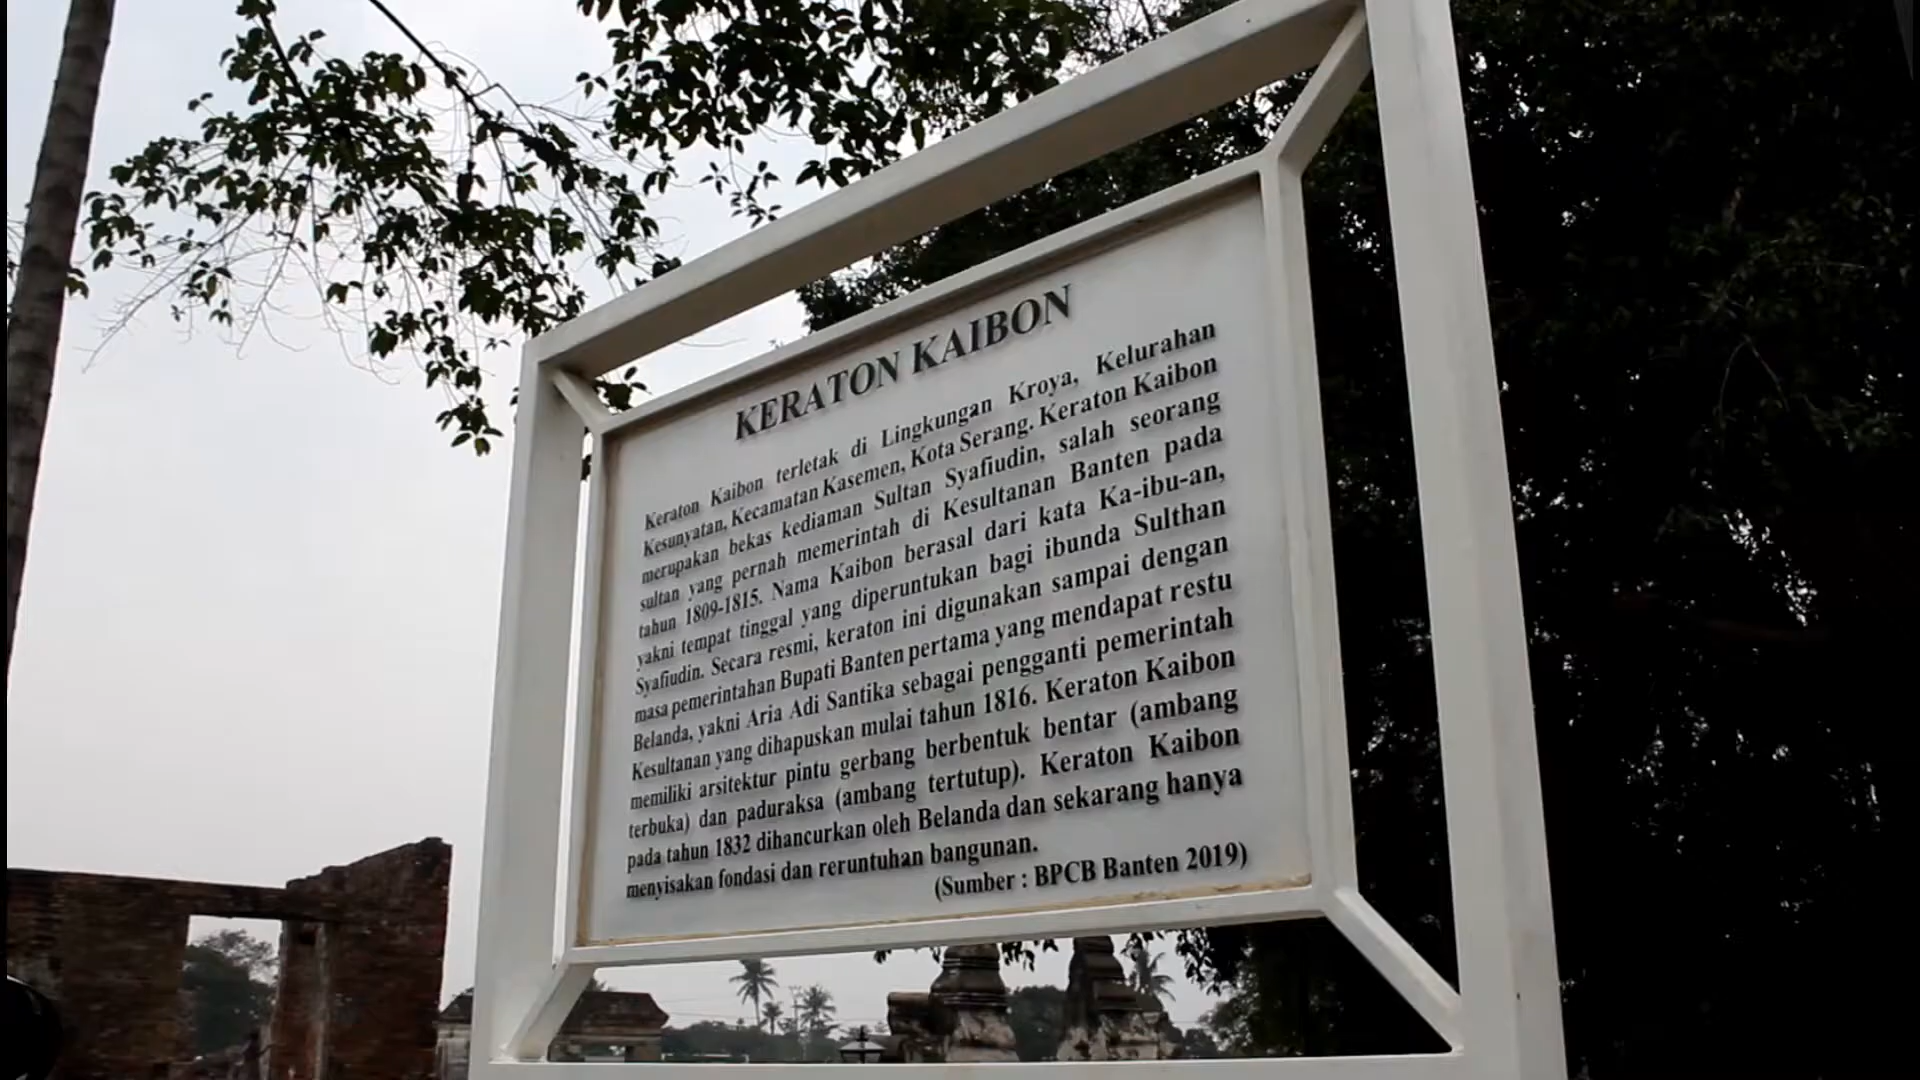 KERATON KAIBON
Keraton Kaibon terletak di Lingkungan Kroya, Kelurahan
Kesunyatan, Kecamatan Kasemen, Kota Serang. Keraton Kaibon
merupakan bekas kediaman Sultan Syafiudin, salah seorang
sultan yang pernah memerintah di Kesultanan Banten pada
tahun 1809-1815. Nama Kaibon berasal dari kata Ka-ibu-an,
yakni tempat tinggal yang diperuntukan bagi ibunda Sulthan
Syafiudin. Secara resmi, keraton ini digunakan sampai dengan
masa pemerintahan Bupati Banten pertama yang mendapat restu
Belanda, yakni Aria Adi Santika sebagai pengganti pemerintah
Kesultanan yang dihapuskan mulai tahun 1816. Keraton Kaibon
memiliki arsitektur pintu gerbang berbentuk bentar (ambang
terbuka) dan paduraksa (ambang tertutup). Keraton Kaibon
pada tahun 1832 dihancurkan oleh Belanda dan sekarang hanya
menyisakan fondasi dan reruntuhan bangunan.
(Sumber : BPCB Banten 2019)